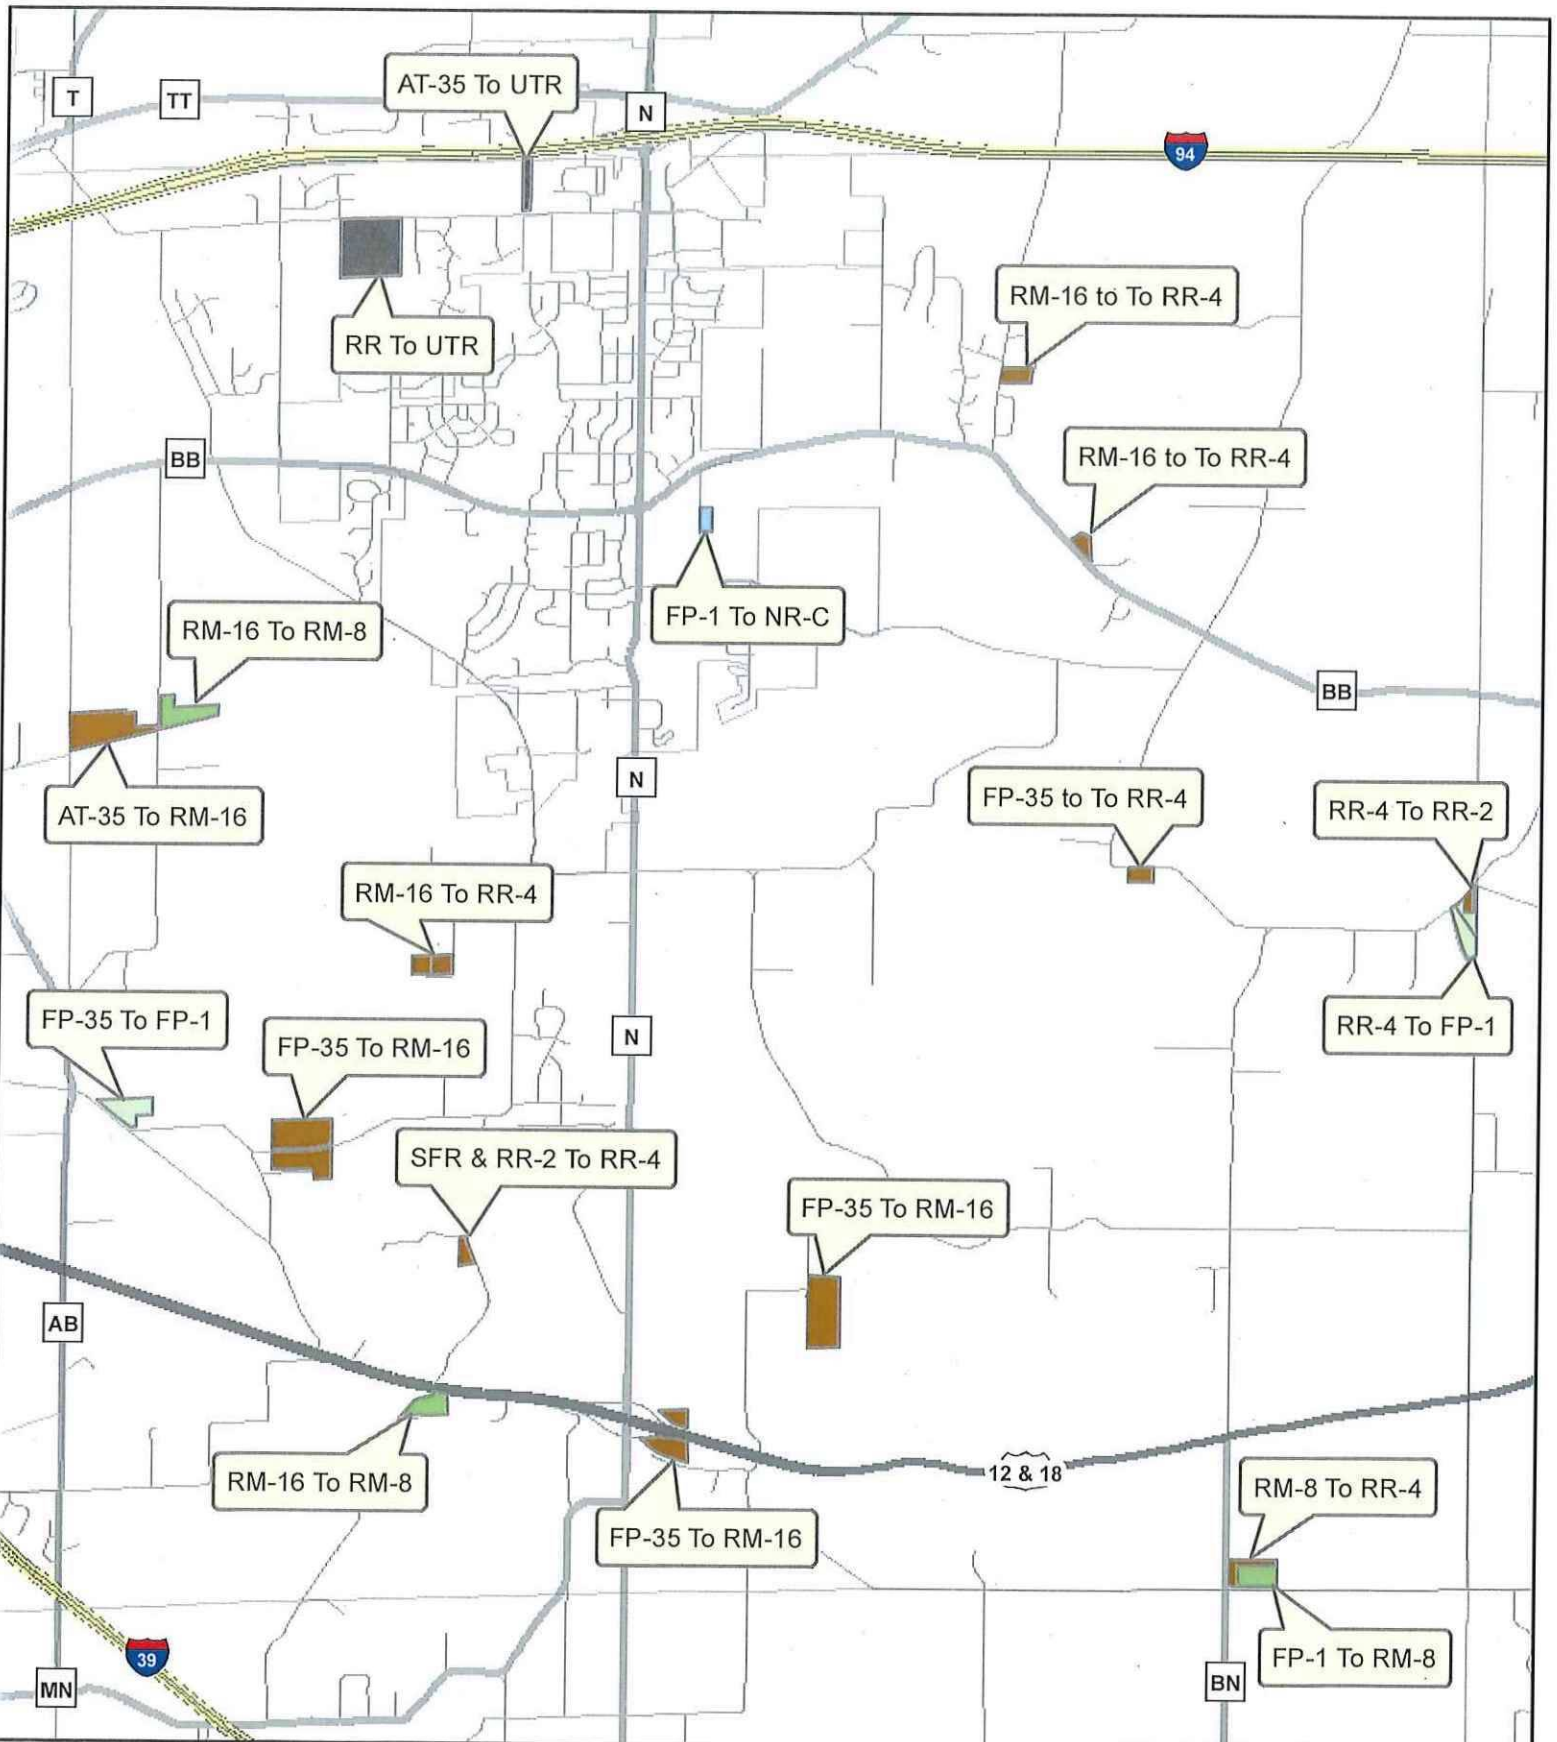 AT-35 To UTR
T
TT
N
94
RM-16 to To RR-4
RR To UTR
BB
RM-16 to To RR-4
FP-1 To NR-C
RM-16 To RM-8
BB
N
FP-35 to To RR-4
RR-4 To RR-2
AT-35 To RM-16
RM-16 To RR-4
FP-35 To FP-1
RR-4 To FP-1
N
FP-35 To RM-16
SFR & RR-2 To RR-4
FP-35 To RM-16
AB
12 & 18
RM-16 To RM-8
RM-8 To RR-4
FP-35 To RM-16
39
FP-1 To RM-8
MN
BN